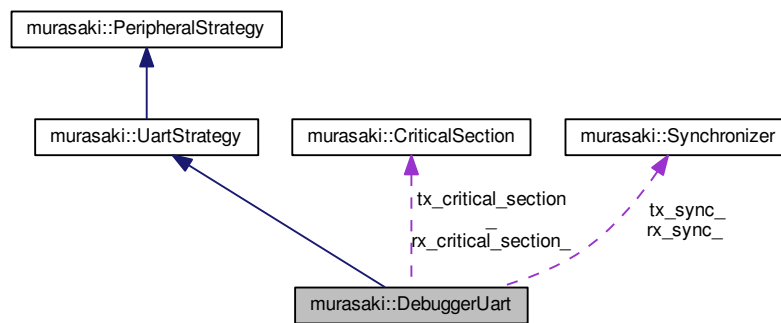 murasaki::PeripheralStrategy
murasaki::UartStrategy
murasaki::CriticalSection
murasaki::Synchronizer
tx_critical_section
_
rx_critical_section_
tx_sync_
rx_sync_
murasaki::DebuggerUart